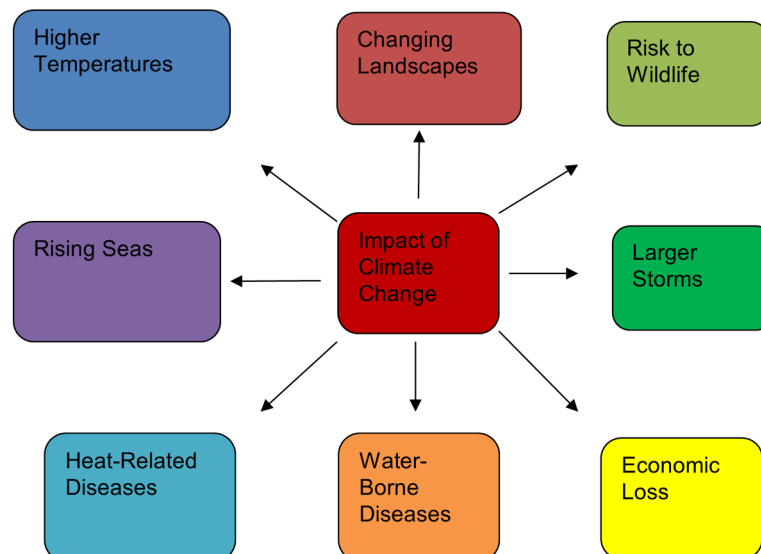 Higher
Temperatures
Changing
Landscapes
Risk to
Wildlife
Rising Seas
Impact of
Climate
Change
Larger
Storms
Heat-Related
Diseases
Water-
Borne
Diseases
Economic
Loss